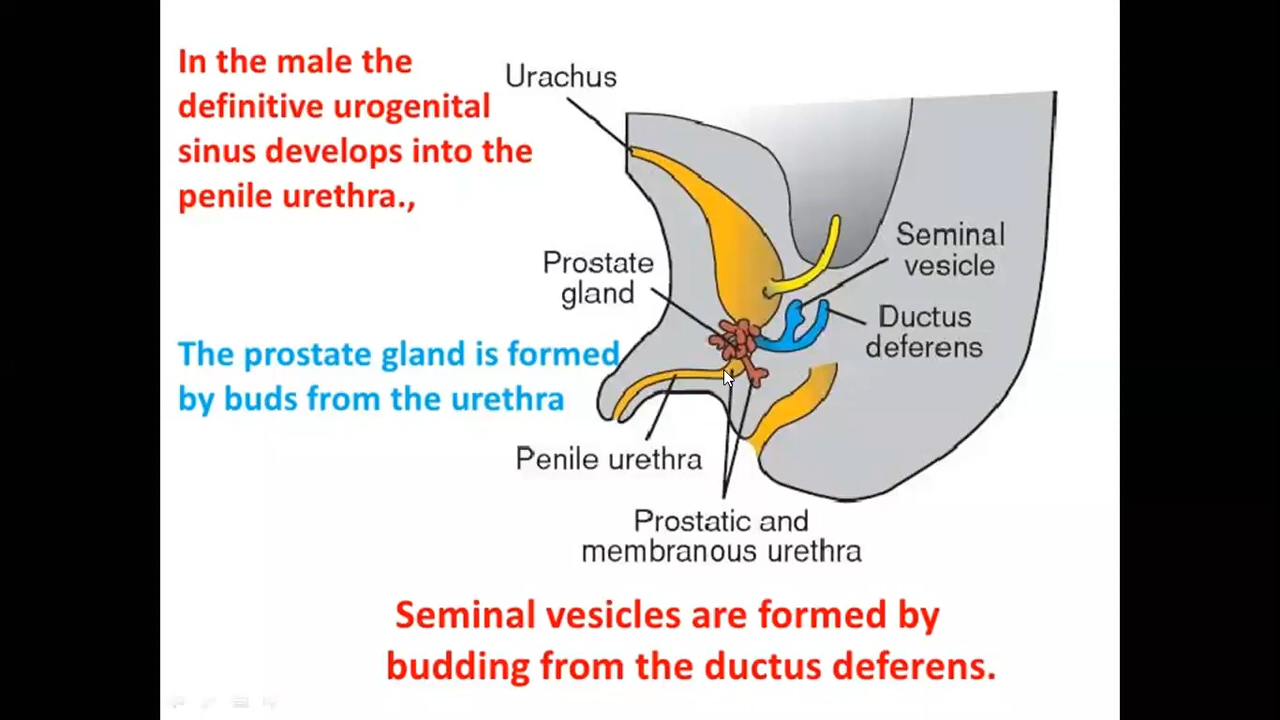 In the male the
definitive urogenital
sinus develops into the
penile urethra.,
Urachus
Prostate
gland
Seminal
vesicle
Ductus
deferens
The prostate gland is formed
by buds from the urethra
Penile urethra
Prostatic and
membranous urethra
Seminal vesicles are formed by
budding from the ductus deferens.